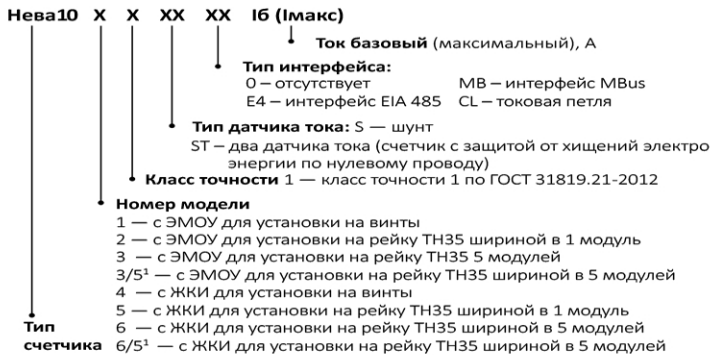 Нева10 X X XX XX Iб (Iмакс)
Ток базовый (максимальный), А
Тип интерфейса:
0 – отсутствует MB – интерфейс MBus
E4 – интерфейс EIA 485 CL – токовая петля
Тип датчика тока: S — шунт
ST – два датчика тока (счетчик с защитой от хищений электро
энергии по нулевому проводу)
Класс точности 1 — класс точности 1 по ГОСТ 31819.21-2012
Номер модели
1 — с ЭМОУ для установки на винты
2 — с ЭМОУ для установки на рейку ТН35 шириной в 1 модуль
3 — с ЭМОУ для установки на рейку ТН35 5 модулей
3/5¹ — с ЭМОУ для установки на рейку ТН35 шириной в 5 модулей
4 — с ЖКИ для установки на винты
5 — с ЖКИ для установки на рейку ТН35 шириной в 1 модуль
6 — с ЖКИ для установки на рейку ТН35 шириной в 5 модулей
6/5¹ — с ЖКИ для установки на рейку ТН35 шириной в 5 модулей
Тип
счетчика